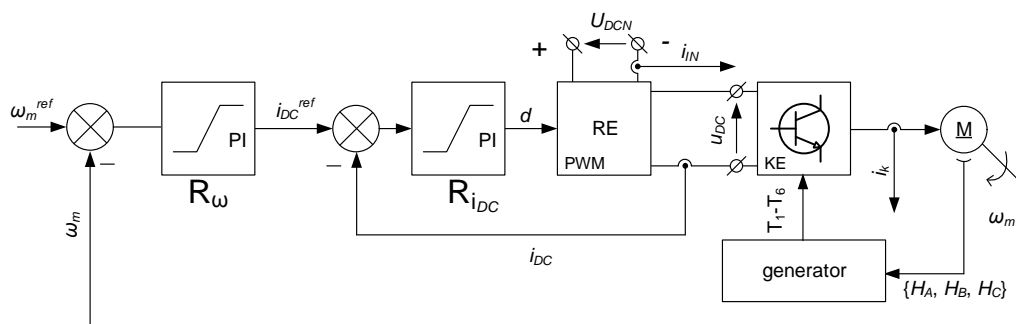 U_DCN
+
-
i_IN
ω_m^ref
PI
i_DC^ref
PI
d
RE
PWM
u_DC
KE
M
–
–
R_ω
R_iDC
i_k
ω_m
ω_m
T_1-T_6
i_DC
generator
{H_A, H_B, H_C}